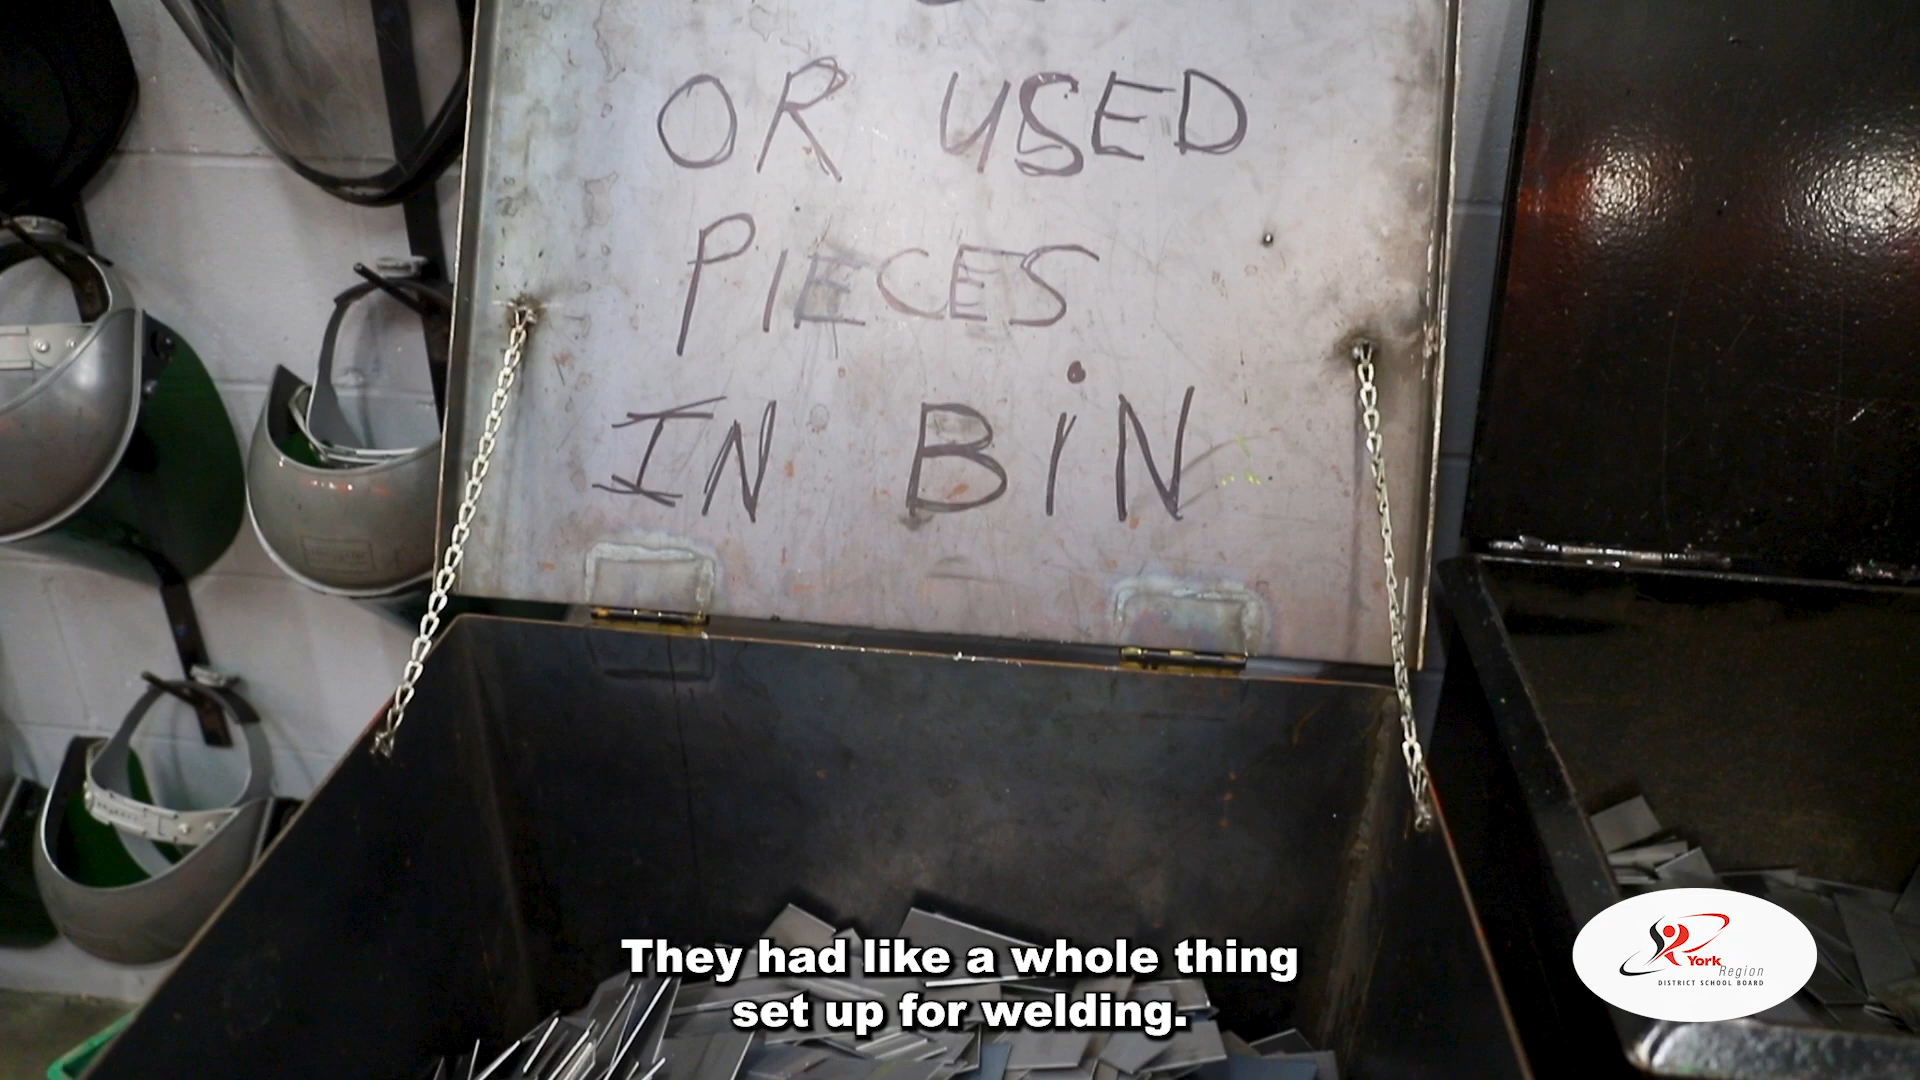 OR USED
PIECES
IN BiN
They had like a whole thing
set up for welding.
York
Region
DISTRICT SCHOOL BOARD